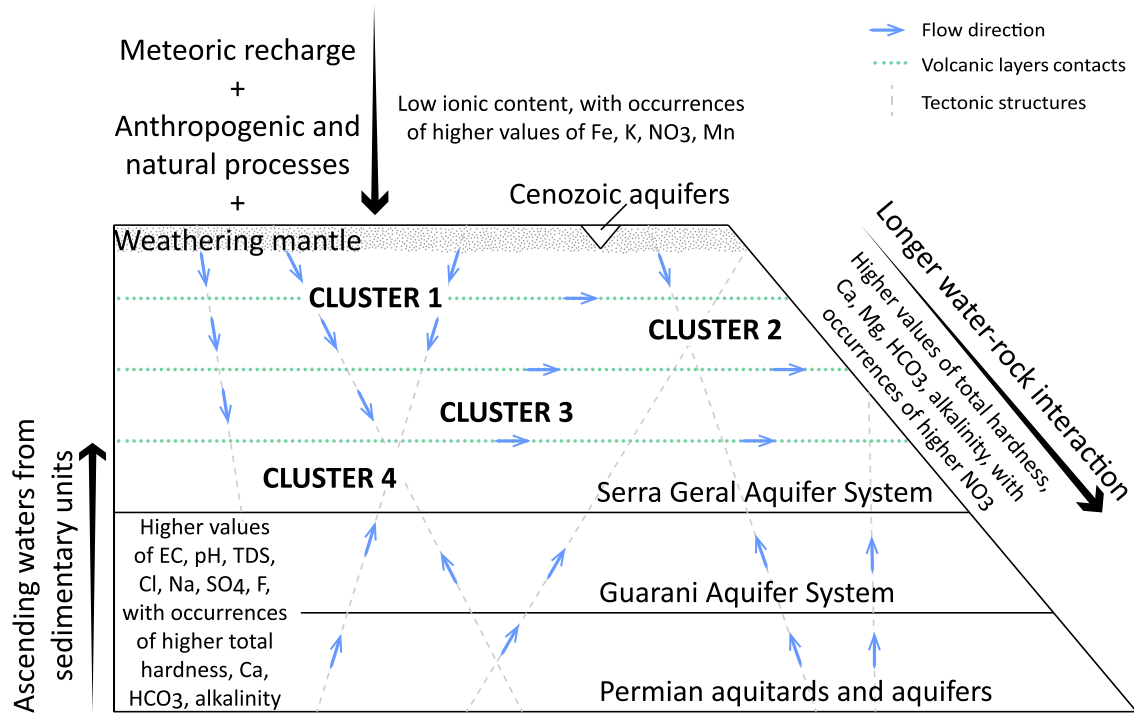 Meteoric recharge
+
Anthropogenic and
natural processes
+
Weathering mantle
Low ionic content, with occurrences
of higher values of Fe, K, NO3, Mn
Flow direction
Volcanic layers contacts
Tectonic structures
Cenozoic aquifers
CLUSTER 1
CLUSTER 2
CLUSTER 3
CLUSTER 4
Longer water-rock interaction
Higher values of total hardness,
Ca, Mg, HCO3, alkalinity, with
occurrences of higher NO3
Ascending waters from
sedimentary units
Serra Geral Aquifer System
Higher values
of EC, pH, TDS,
Cl, Na, SO4, F,
with occurrences
of higher total
hardness, Ca,
HCO3, alkalinity
Guarani Aquifer System
Permian aquitards and aquifers